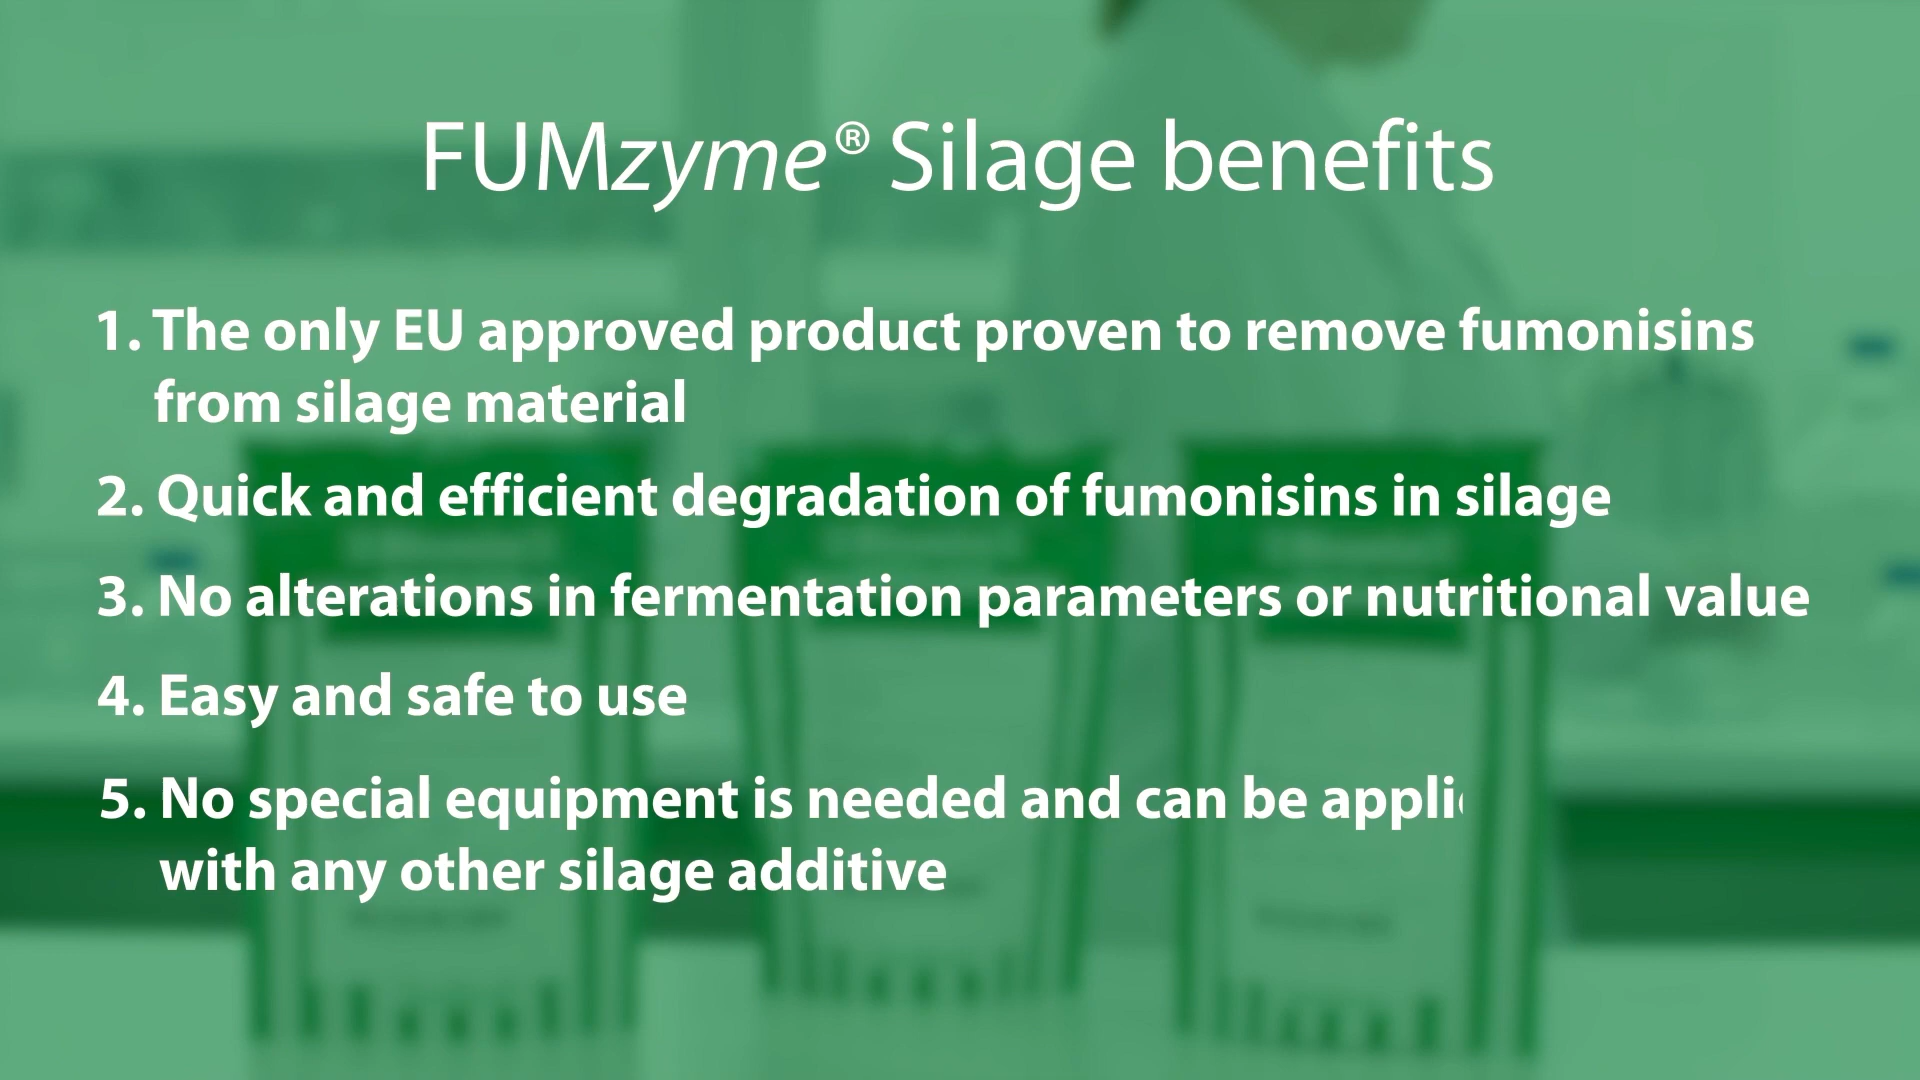 FUMzyme® Silage benefits
1. The only EU approved product proven to remove fumonisins
from silage material
2. Quick and efficient degradation of fumonisins in silage
3. No alterations in fermentation parameters or nutritional value
4. Easy and safe to use
5. No special equipment is needed and can be
with any other silage additive